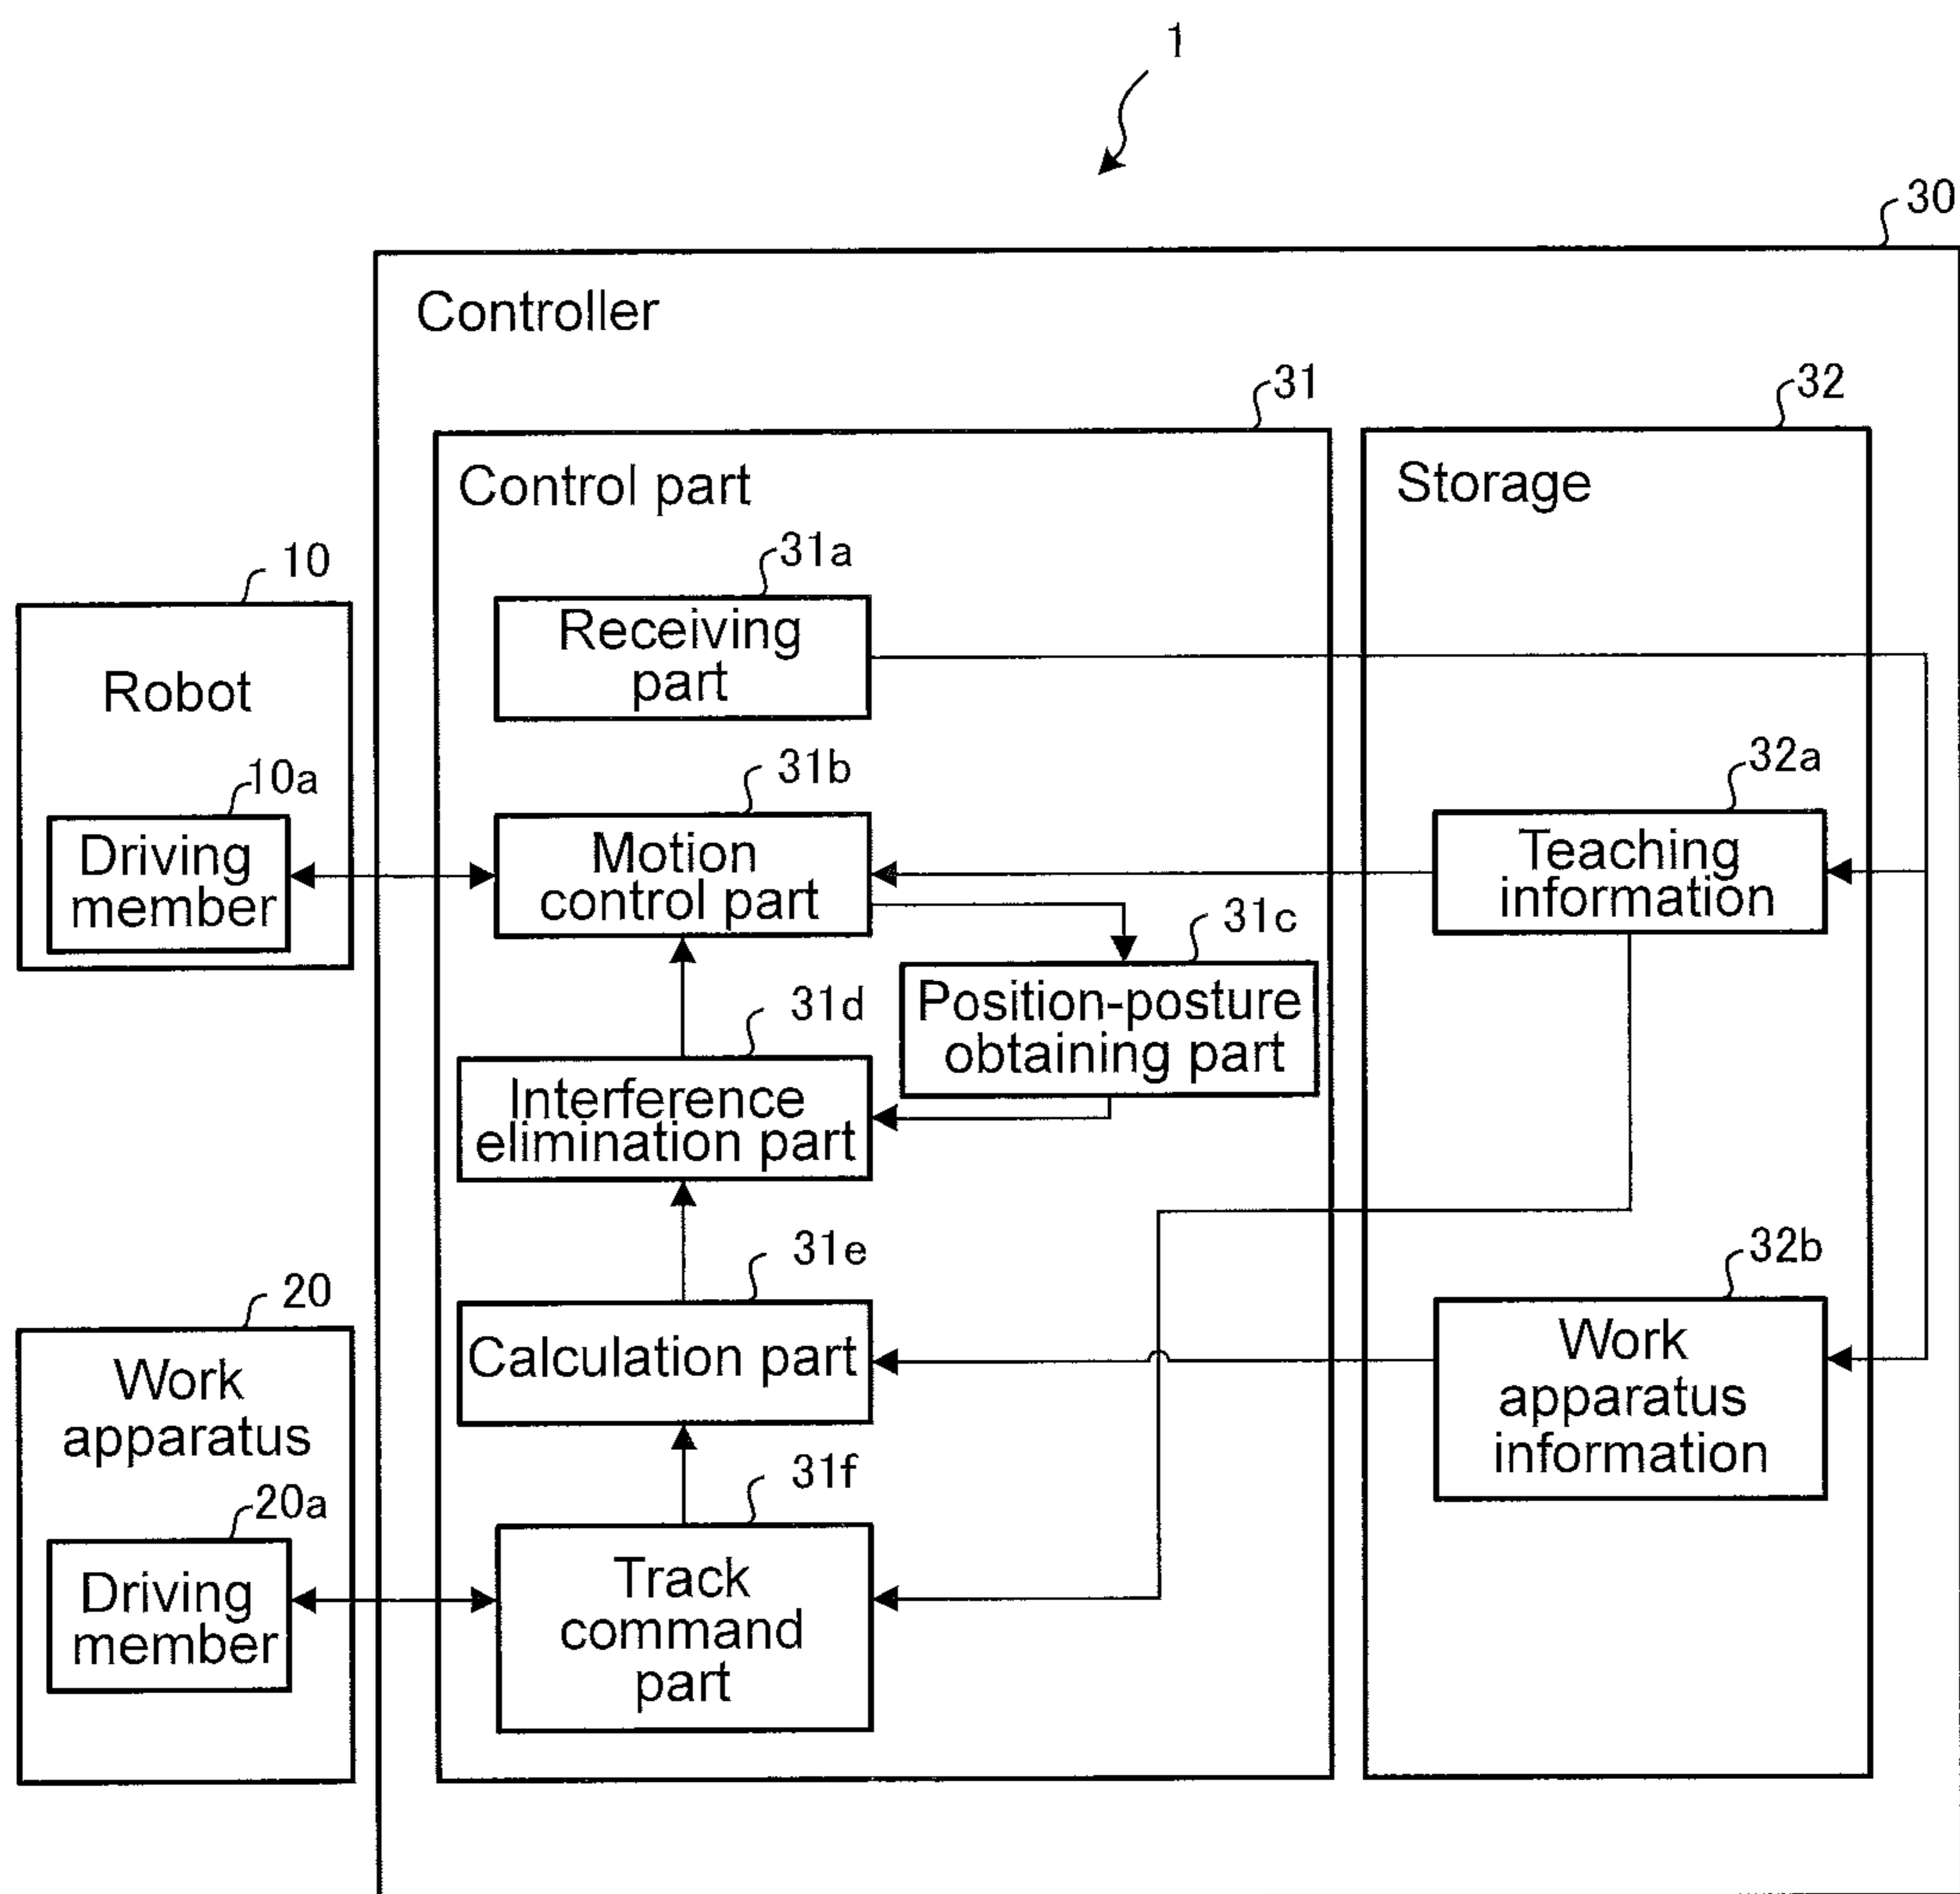 1
30
Controller
31
32
Control part
Storage
31a
Receiving
part
10
Robot
10a
Driving
member
31b
Motion
control part
32a
Teaching
information
31c
Position-posture
obtaining part
31d
Interference
elimination part
31e
Calculation part
32b
Work
apparatus
information
20
Work
apparatus
20a
Driving
member
31f
Track
command
part